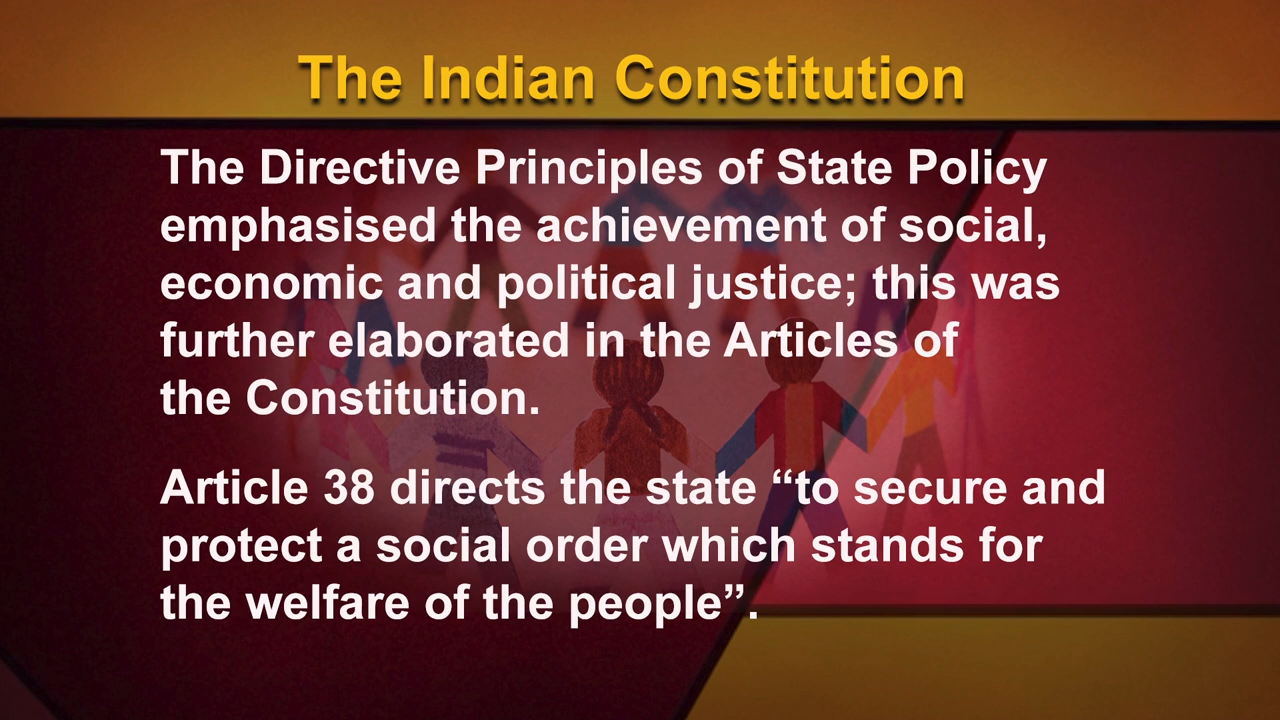 The Indian Constitution
The Directive Principles of State Policy
emphasised the achievement of social,
economic and political justice; this was
further elaborated in the Articles of
the Constitution.
Article 38 directs the state “to secure and
protect a social order which stands for
the welfare of the people”.